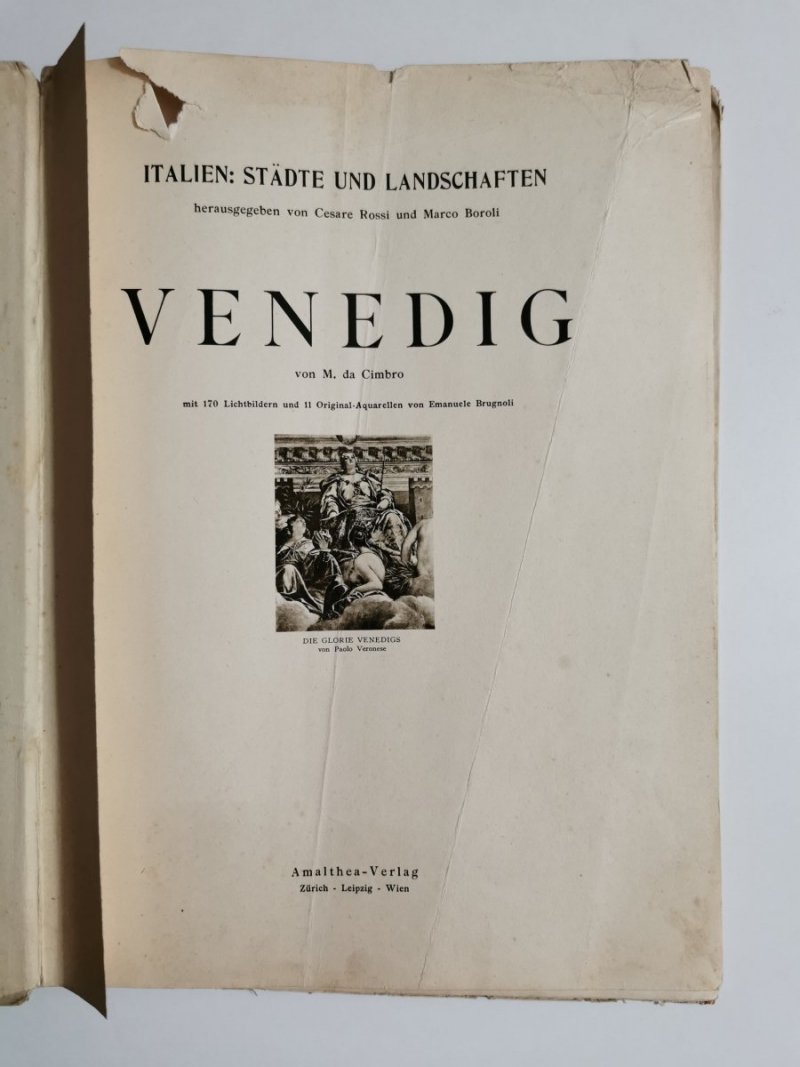 ITALIEN: STÄDTE UND LANDSCHAFTEN
herausgegeben von Cesare Rossi und Marco Boroli
VENEDIG
von M. da Cimbro
mit 170 Lichtbildern und 11 Original-Aquarellen von Emanuele Brugnoli
DIE GLORIE VENEDIGS
von Paolo Veronese
Amalthea-Verlag
Zürich - Leipzig - Wien